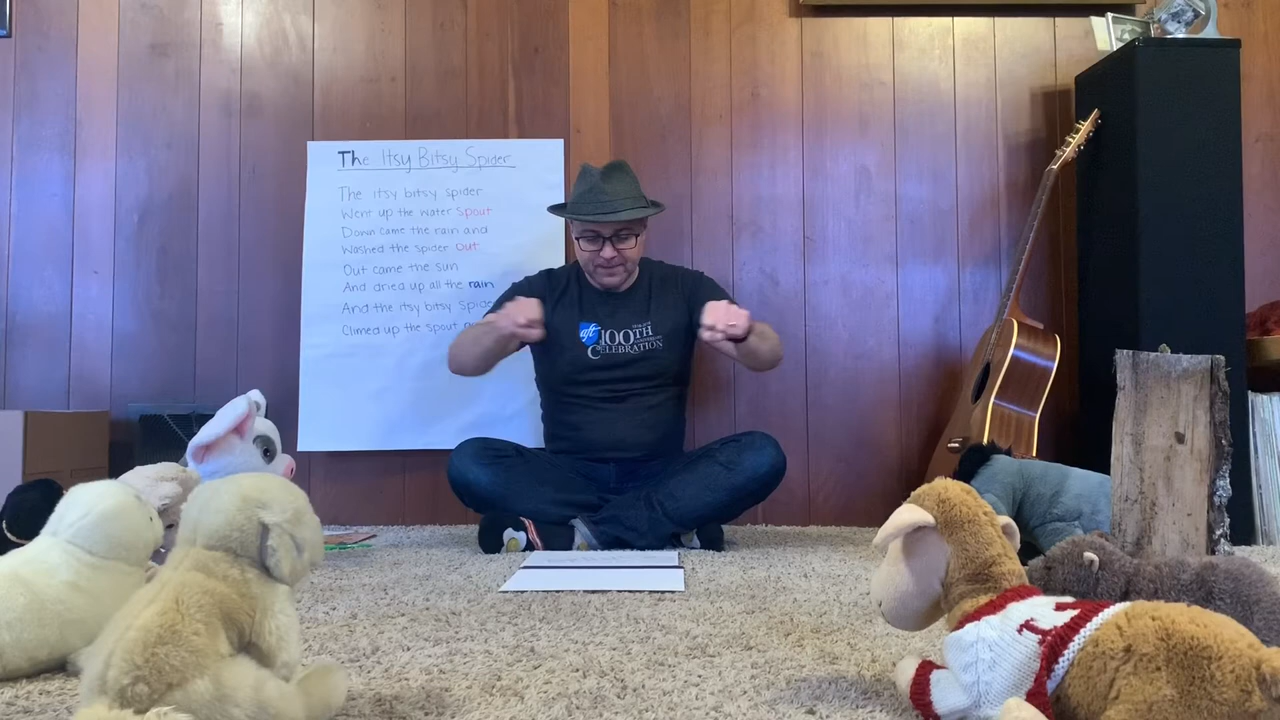 The Itsy Bitsy Spider
The itsy bitsy spider
Went up the water spout
Down came the rain and
Washed the spider out
Out came the sun
And dried up all the rain
And the itsy bitsy spide
Climed up the spout
aft 100TH
CELEBRATION